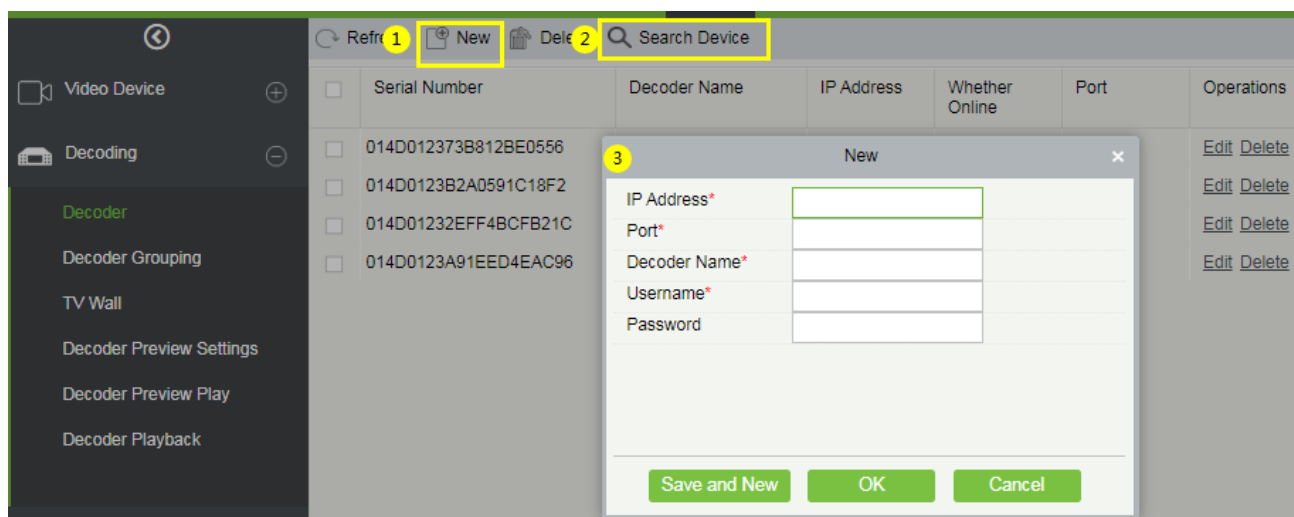 Refr 1 New Dele 2 Search Device
Video Device
Serial Number Decoder Name IP Address Whether Online Port Operations
Decoding
014D012373B812BE0556 Edit Delete
014D0123B2A0591C18F2 Edit Delete
014D01232EFF4BCFB21C Edit Delete
014D0123A91EED4EAC96 Edit Delete
Decoder
Decoder Grouping
TV Wall
Decoder Preview Settings
Decoder Preview Play
Decoder Playback
3 New
IP Address*
Port*
Decoder Name*
Username*
Password
Save and New OK Cancel